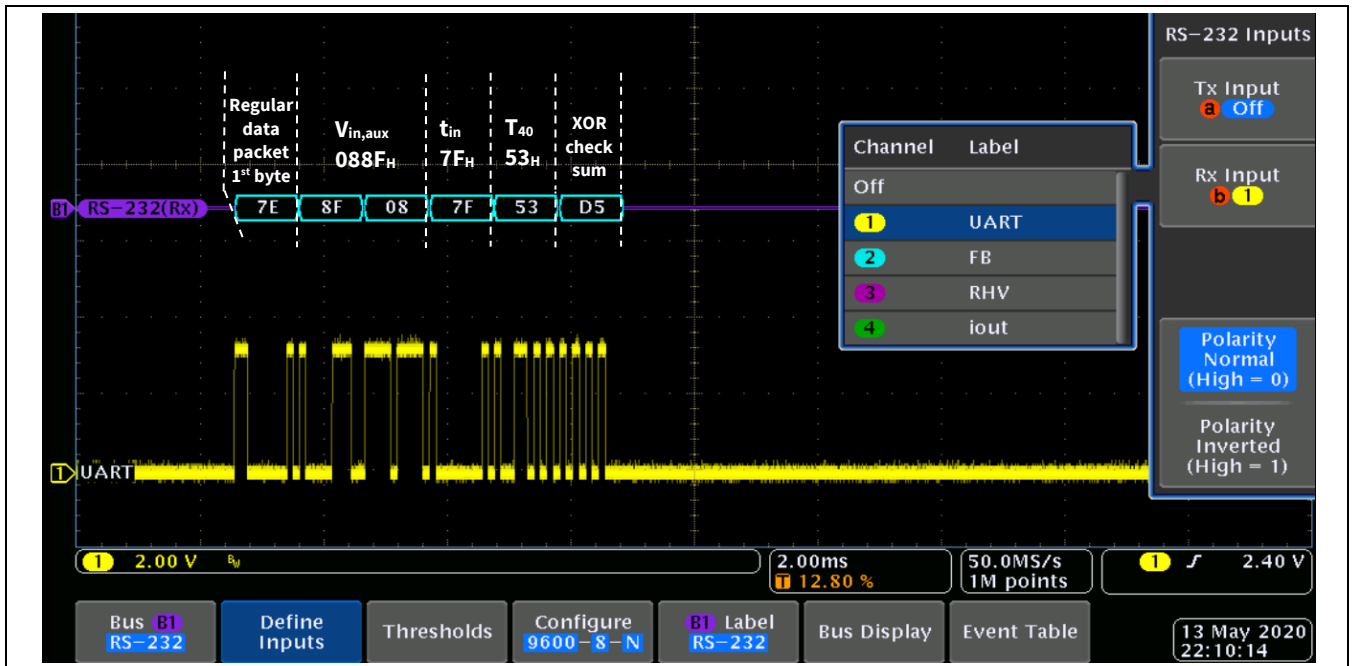 RS-232 Inputs
Tx Input
a Off
Rx Input
b 1
Polarity
Normal
(High = 0)
Polarity
Inverted
(High = 1)
Regular
data
packet
1st byte
Vin,aux
088FH
tin
7FH
T40
53H
XOR
check
sum
B1 RS-232(Rx) 7E 8F 08 7F 53 D5
Channel Label
Off
1 UART
2 FB
3 RHV
4 iout
1 UART
1 2.00 V BW
2.00ms
T 12.80 %
50.0MS/s
1M points
1 2.40 V
Bus B1
RS-232
Define
Inputs
Thresholds
Configure
9600-8-N
B1 Label
RS-232
Bus Display
Event Table
13 May 2020
22:10:14